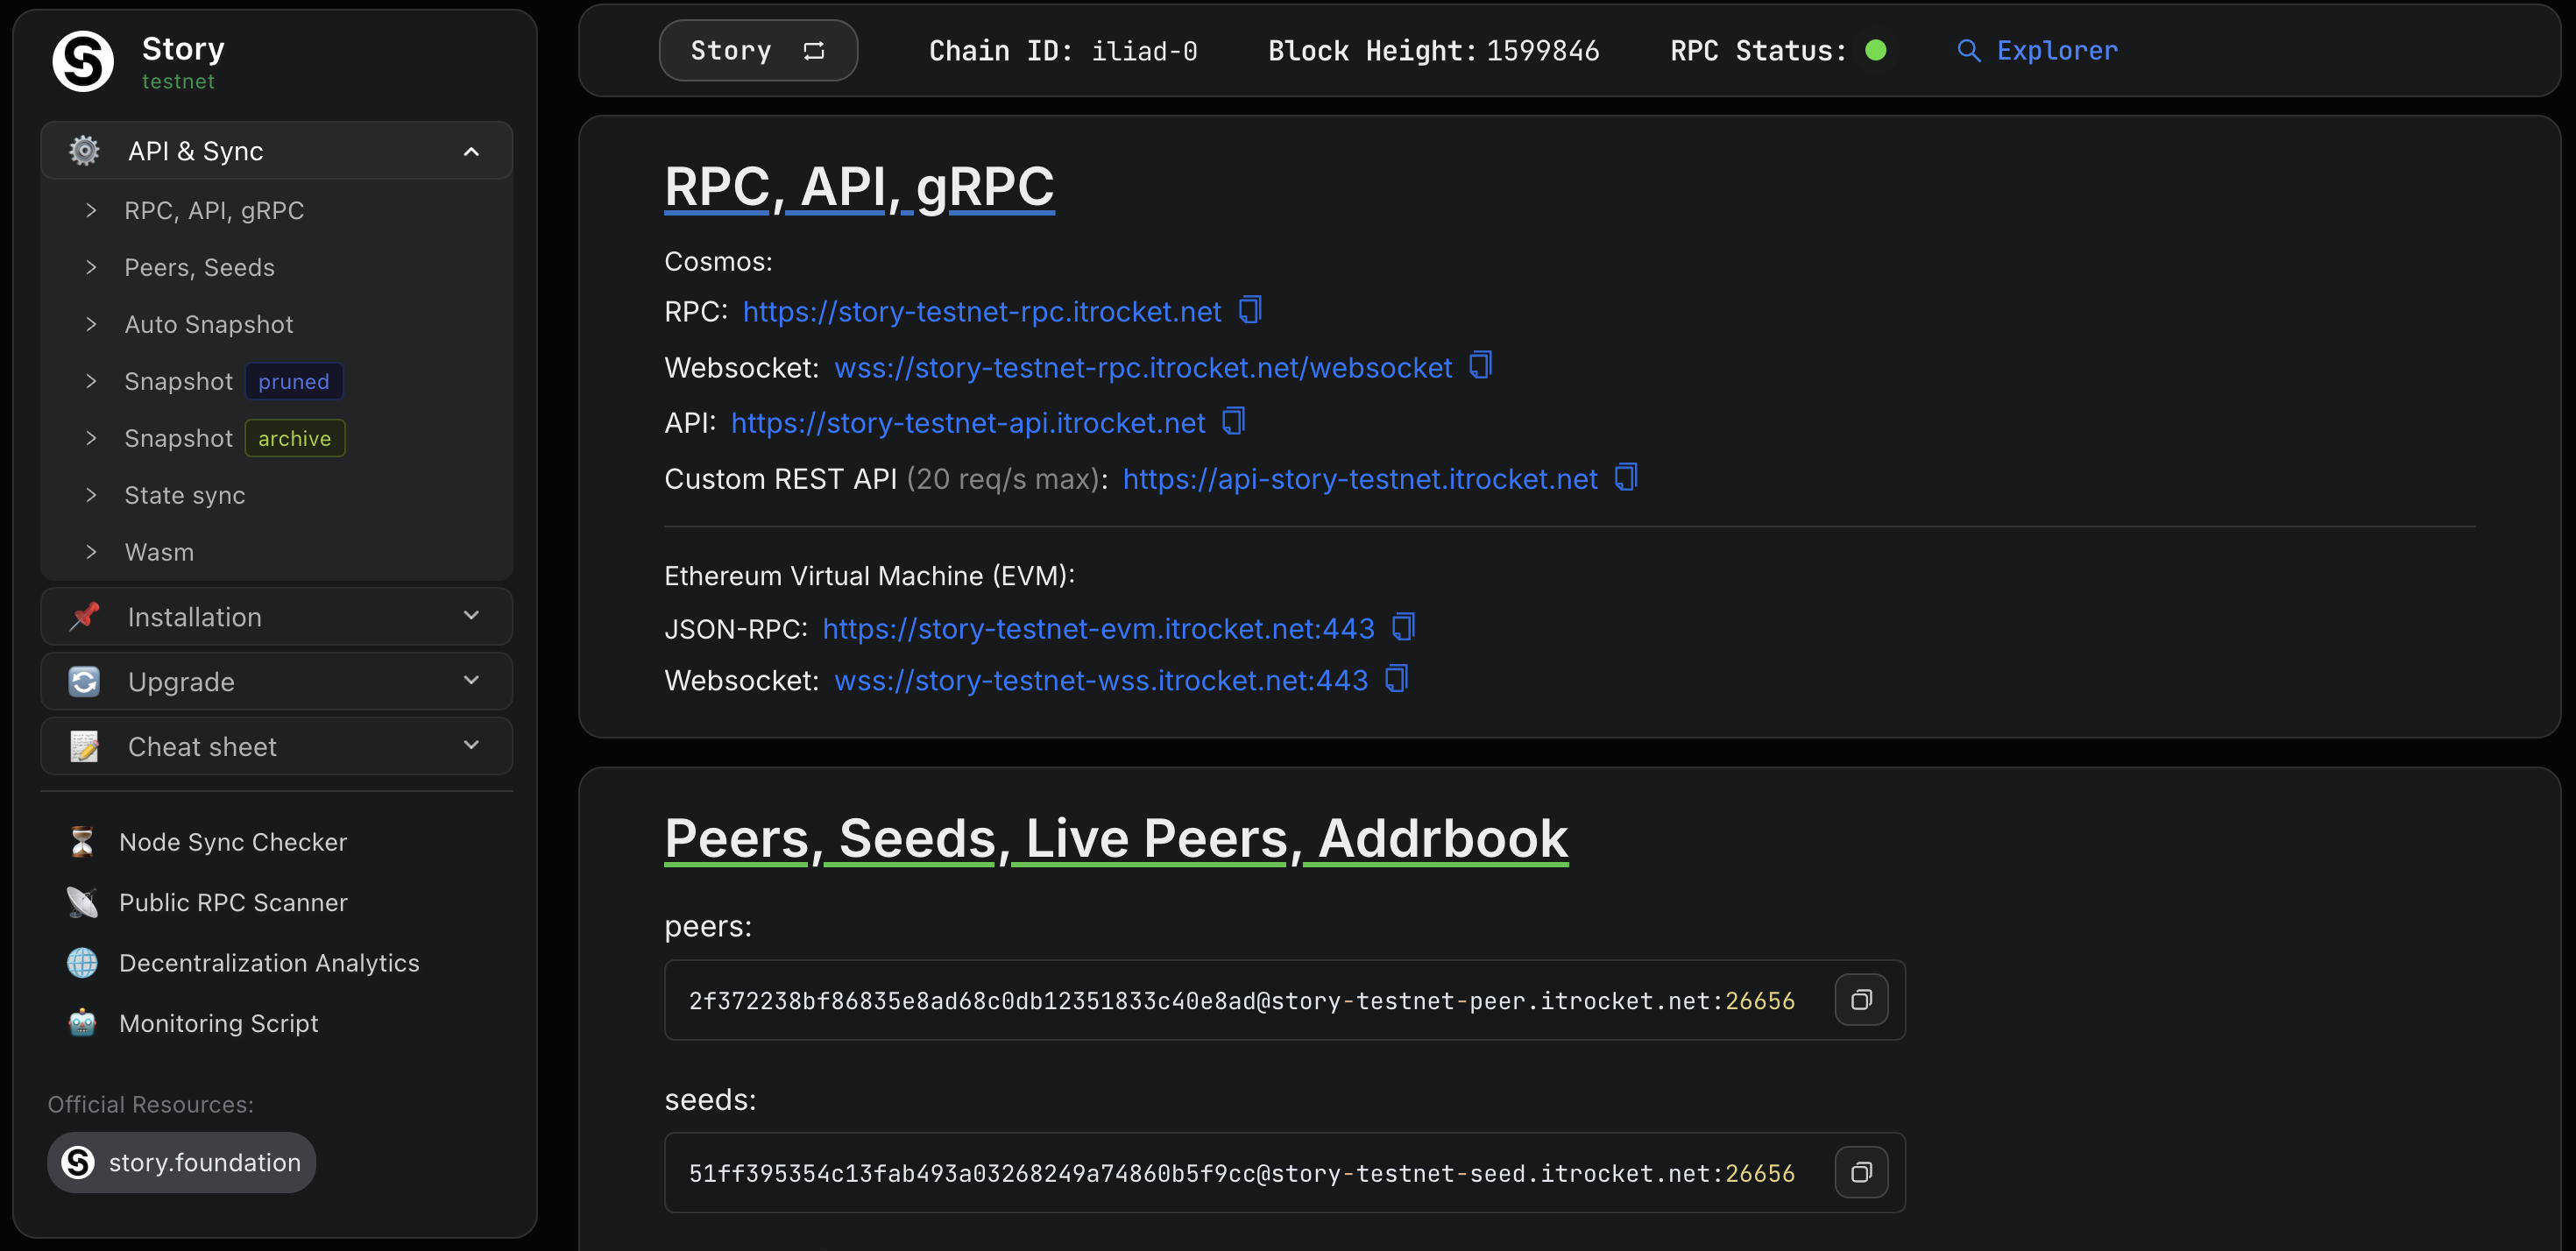 Story
testnet
API & Sync
RPC, API, gRPC
Peers, Seeds
Auto Snapshot
Snapshot pruned
Snapshot archive
State sync
Wasm
Installation
Upgrade
Cheat sheet
Node Sync Checker
Public RPC Scanner
Decentralization Analytics
Monitoring Script
Official Resources:
story.foundation
Story Chain ID: iliad-0 Block Height: 1599846 RPC Status: Explorer
RPC, API, gRPC
Cosmos:
RPC: https://story-testnet-rpc.itrocket.net
Websocket: wss://story-testnet-rpc.itrocket.net/websocket
API: https://story-testnet-api.itrocket.net
Custom REST API (20 req/s max): https://api-story-testnet.itrocket.net
Ethereum Virtual Machine (EVM):
JSON-RPC: https://story-testnet-evm.itrocket.net:443
Websocket: wss://story-testnet-wss.itrocket.net:443
Peers, Seeds, Live Peers, Addrbook
peers:
2f372238bf86835e8ad68c0db12351833c40e8ad@story-testnet-peer.itrocket.net:26656
seeds:
51ff395354c13fab493a03268249a74860b5f9cc@story-testnet-seed.itrocket.net:26656